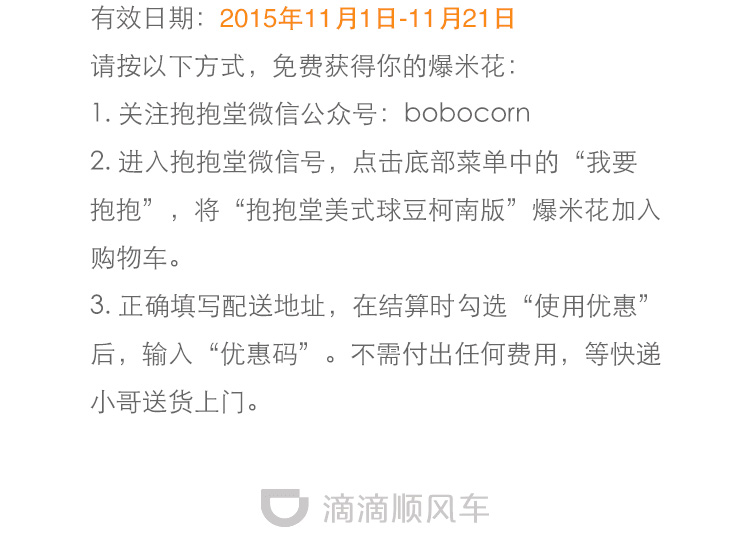 有效日期：2015年11月1日-11月21日
请按以下方式，免费获得你的爆米花：
1. 关注抱抱堂微信公众号：bobocorn
2. 进入抱抱堂微信号，点击底部菜单中的“我要
抱抱”，将“抱抱堂美式球豆柯南版”爆米花加入
购物车。
3. 正确填写配送地址，在结算时勾选“使用优惠”
后，输入“优惠码”。不需付出任何费用，等快递
小哥送货上门。
滴滴顺风车